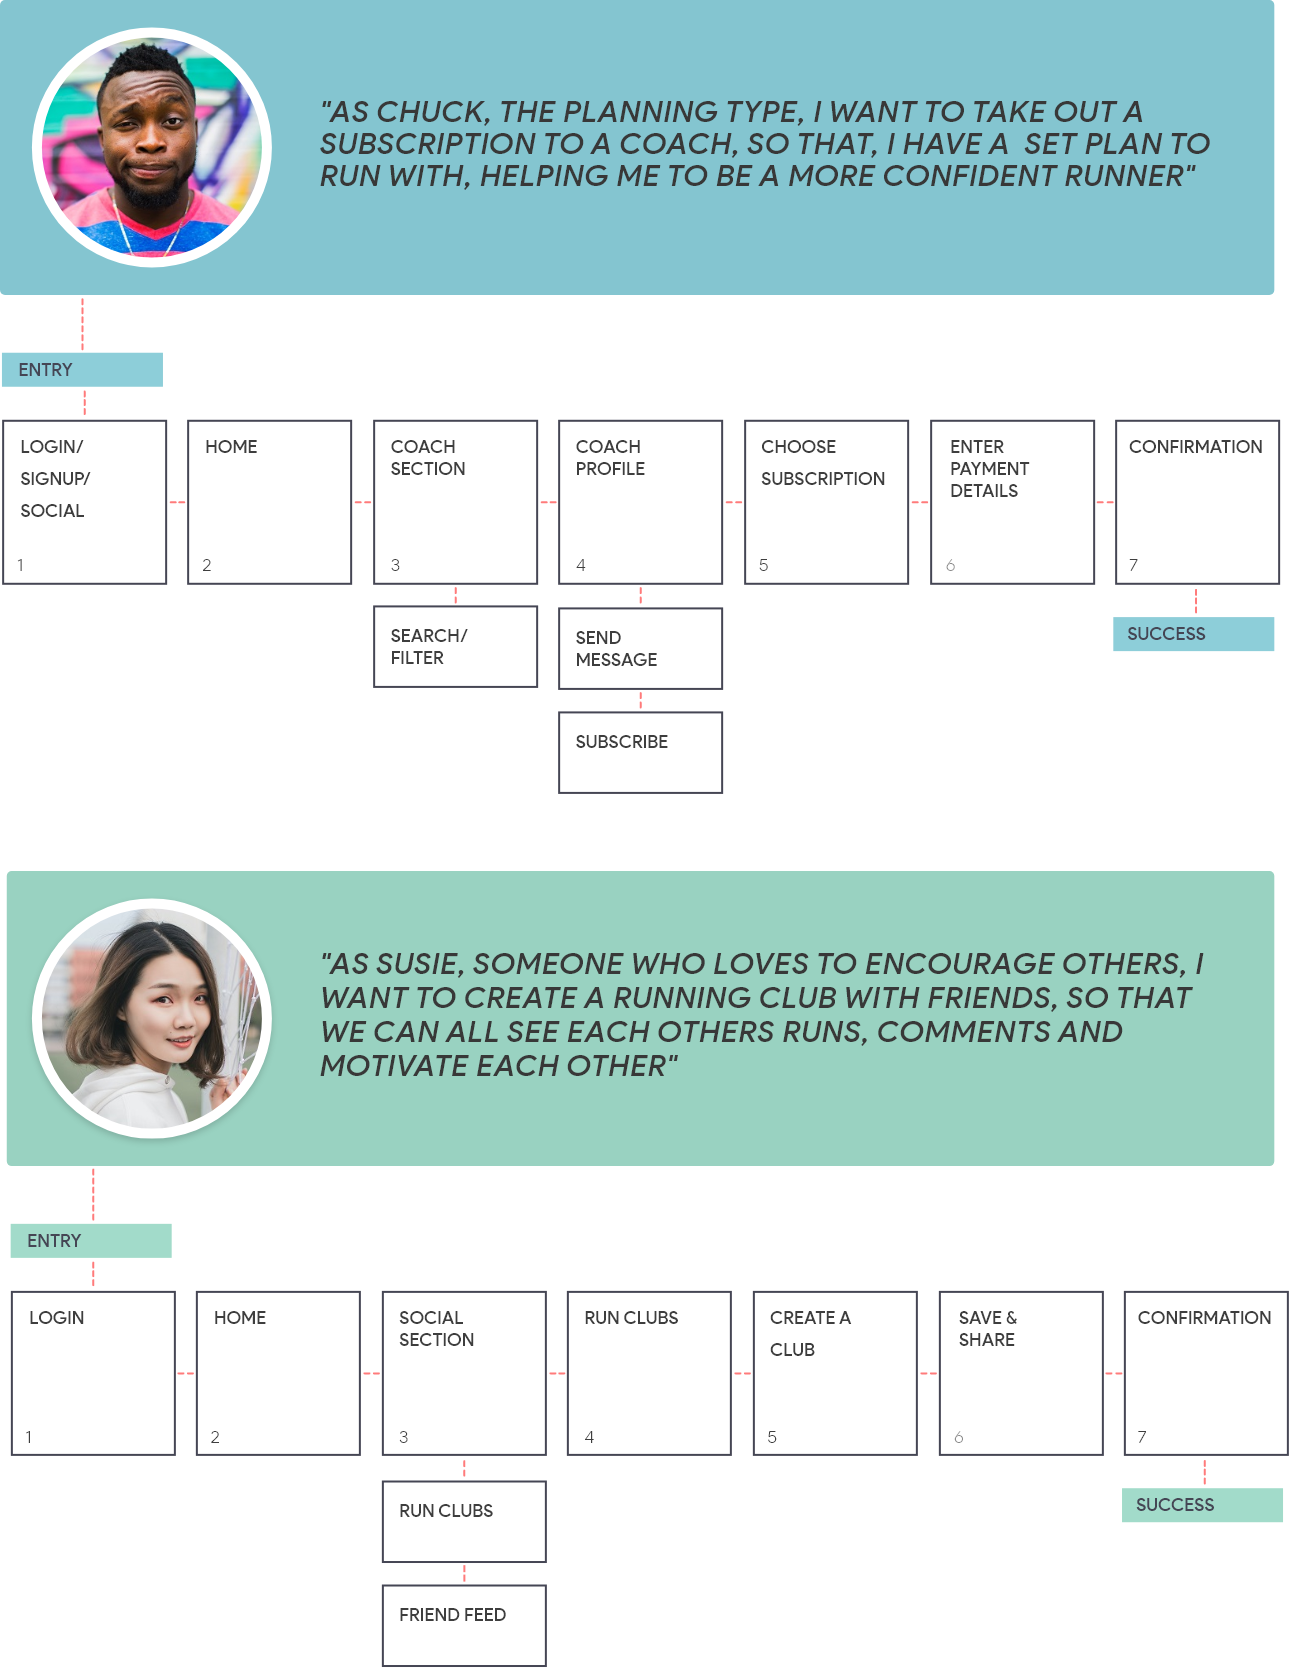 "AS CHUCK, THE PLANNING TYPE, I WANT TO TAKE OUT A
SUBSCRIPTION TO A COACH, SO THAT, I HAVE A  SET PLAN TO
RUN WITH, HELPING ME TO BE A MORE CONFIDENT RUNNER"
ENTRY
LOGIN/
SIGNUP/
SOCIAL
1
HOME
2
COACH
SECTION
3
COACH
PROFILE
4
CHOOSE
SUBSCRIPTION
5
ENTER
PAYMENT
DETAILS
6
CONFIRMATION
7
SEARCH/
FILTER
SEND
MESSAGE
SUBSCRIBE
SUCCESS
"AS SUSIE, SOMEONE WHO LOVES TO ENCOURAGE OTHERS, I
WANT TO CREATE A RUNNING CLUB WITH FRIENDS, SO THAT
WE CAN ALL SEE EACH OTHERS RUNS, COMMENTS AND
MOTIVATE EACH OTHER"
ENTRY
LOGIN
1
HOME
2
SOCIAL
SECTION
3
RUN CLUBS
4
CREATE A
CLUB
5
SAVE &
SHARE
6
CONFIRMATION
7
RUN CLUBS
FRIEND FEED
SUCCESS